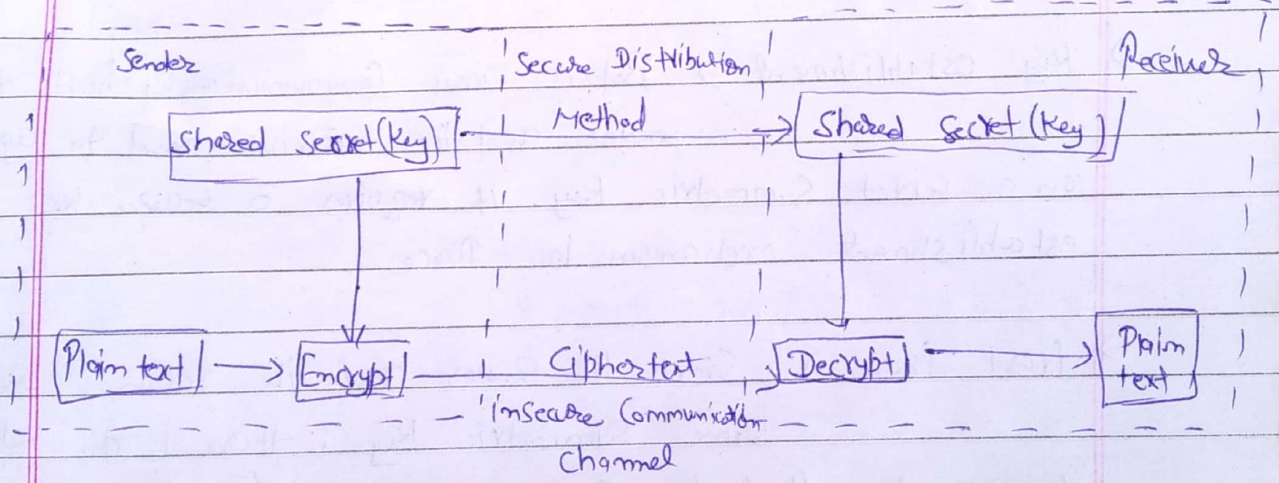 Sender Secure Distribution Receiver
Shared Secret(Key) Method Shared Secret (Key)
Plain text Encrypt Ciphertext Decrypt Plain
text
insecure Communication
Channel